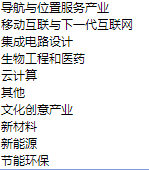 导航与位置服务产业
移动互联与下一代互联网
集成电路设计
生物工程和医药
云计算
其他
文化创意产业
新材料
新能源
节能环保